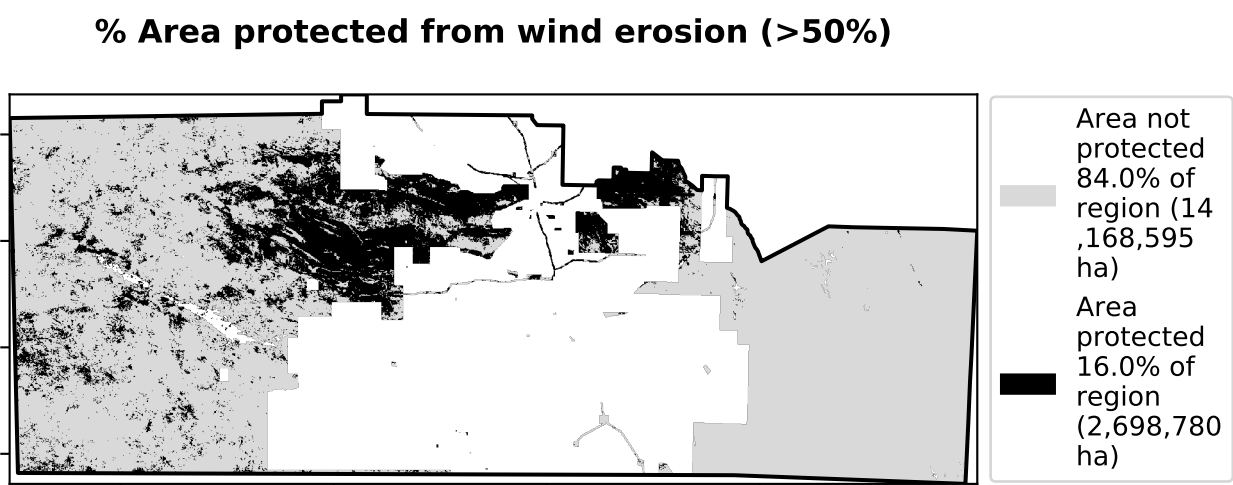 % Area protected from wind erosion (>50%)
Area not
protected
84.0% of
region (14
,168,595
ha)
Area
protected
16.0% of
region
(2,698,780
ha)